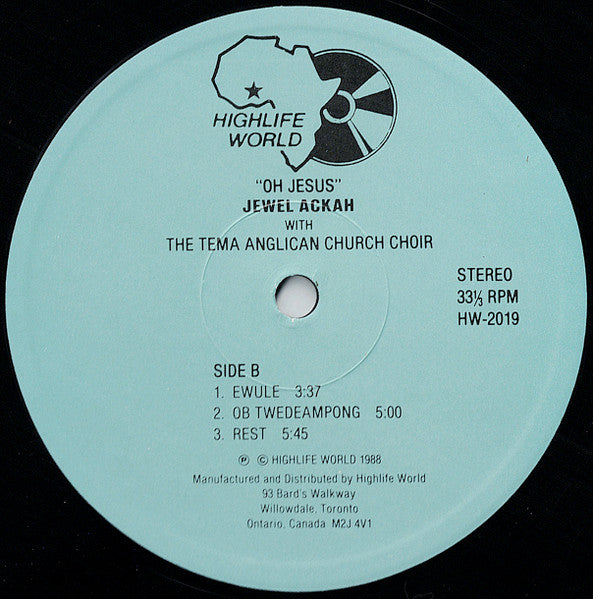 HIGHLIFE
WORLD
"OH JESUS"
JEWEL ACKAH
WITH
THE TEMA ANGLICAN CHURCH CHOIR
STEREO
33⅓ RPM
HW-2019
SIDE B
1. EWULE 3:37
2. OB TWEDEAMPONG 5:00
3. REST 5:45
℗ © HIGHLIFE WORLD 1988
Manufactured and Distributed by Highlife World
93 Bard's Walkway
Willowdale, Toronto
Ontario, Canada M2J 4V1